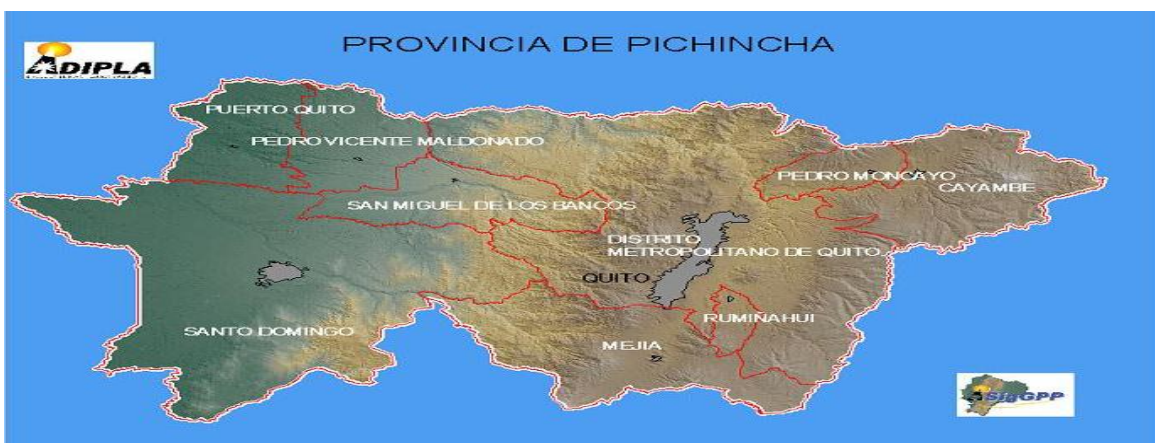 PROVINCIA DE PICHINCHA
ADIPLA
PUERTO QUITO
PEDRO VICENTE MALDONADO
PEDRO MONCAYO
CAYAMBE
SAN MIGUEL DE LOS BANCOS
DISTRITO
METROPOLITANO DE QUITO
QUITO
RUMIÑAHUI
SANTO DOMINGO
MEJIA
SigGPP